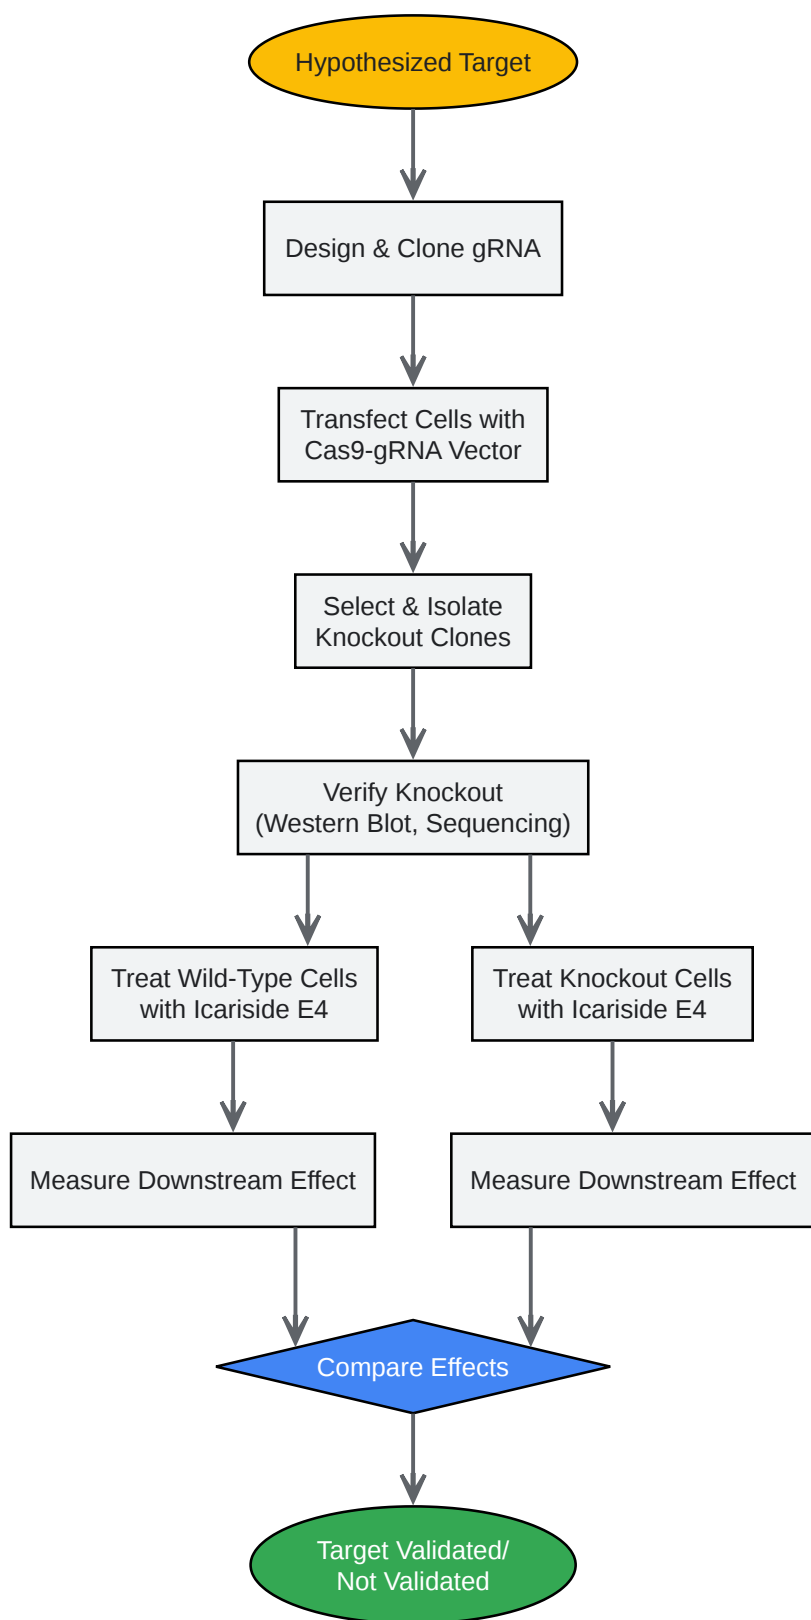 Hypothesized Target
Design & Clone gRNA
Transfect Cells with
Cas9-gRNA Vector
Select & Isolate
Knockout Clones
Verify Knockout
(Western Blot, Sequencing)
Treat Wild-Type Cells
with Icariside E4
Treat Knockout Cells
with Icariside E4
Measure Downstream Effect
Measure Downstream Effect
Compare Effects
Target Validated/
Not Validated